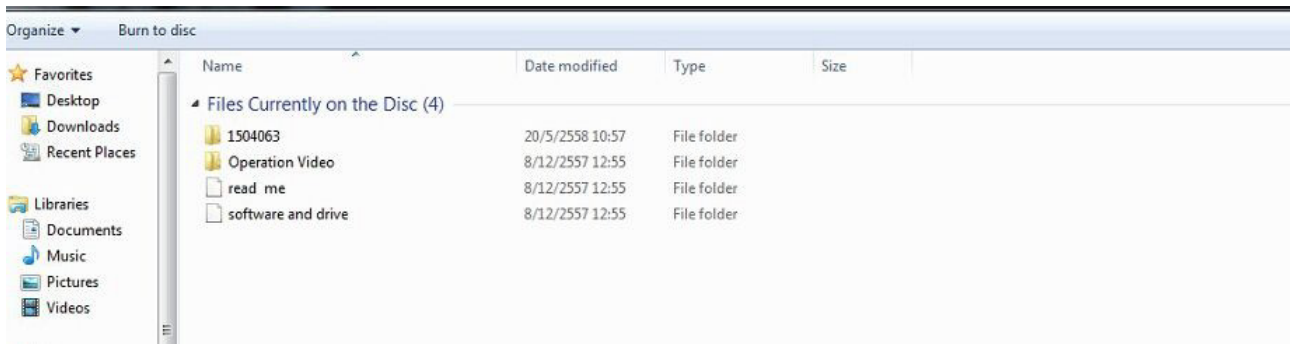 Organize Burn to disc
Name Date modified Type Size
Favorites
Desktop
Downloads
Recent Places
Libraries
Documents
Music
Pictures
Videos
Files Currently on the Disc (4)
1504063 20/5/2558 10:57 File folder
Operation Video 8/12/2557 12:55 File folder
read me 8/12/2557 12:55 File folder
software and drive 8/12/2557 12:55 File folder